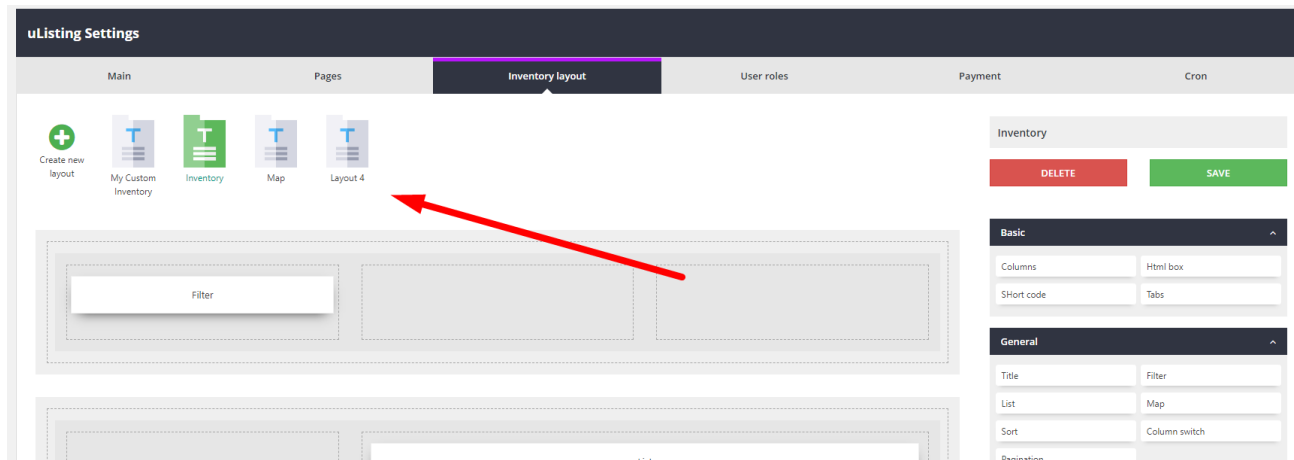 uListing Settings
Main Pages Inventory layout User roles Payment Cron
Create new
layout
My Custom
Inventory
Inventory
Map
Layout 4
Inventory
DELETE SAVE
Filter
Basic
Columns Html box
SHort code Tabs
General
Title Filter
List Map
Sort Column switch
Pagination